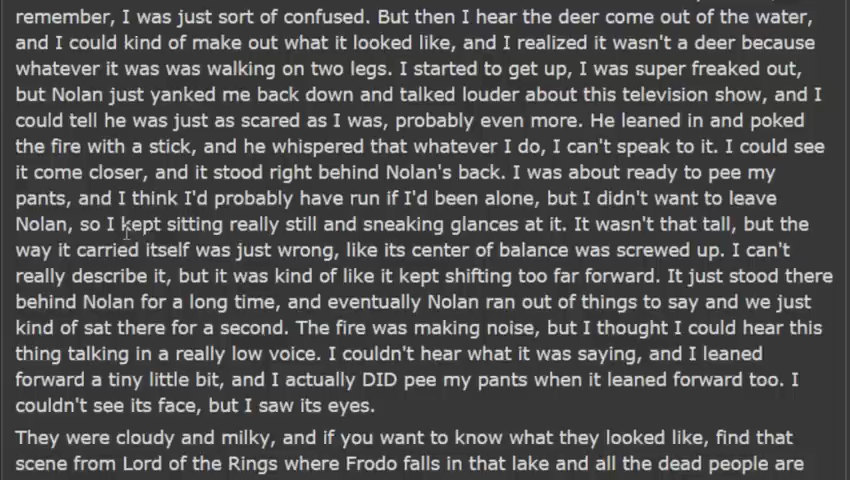 remember, I was just sort of confused. But then I hear the deer come out of the water,
and I could kind of make out what it looked like, and I realized it wasn't a deer because
whatever it was was walking on two legs. I started to get up, I was super freaked out,
but Nolan just yanked me back down and talked louder about this television show, and I
could tell he was just as scared as I was, probably even more. He leaned in and poked
the fire with a stick, and he whispered that whatever I do, I can't speak to it. I could see
it come closer, and it stood right behind Nolan's back. I was about ready to pee my
pants, and I think I'd probably have run if I'd been alone, but I didn't want to leave
Nolan, so I kept sitting really still and sneaking glances at it. It wasn't that tall, but the
way it carried itself was just wrong, like its center of balance was screwed up. I can't
really describe it, but it was kind of like it kept shifting too far forward. It just stood there
behind Nolan for a long time, and eventually Nolan ran out of things to say and we just
kind of sat there for a second. The fire was making noise, but I thought I could hear this
thing talking in a really low voice. I couldn't hear what it was saying, and I leaned
forward a tiny little bit, and I actually DID pee my pants when it leaned forward too. I
couldn't see its face, but I saw its eyes.
They were cloudy and milky, and if you want to know what they looked like, find that
scene from Lord of the Rings where Frodo falls in that lake and all the dead people are